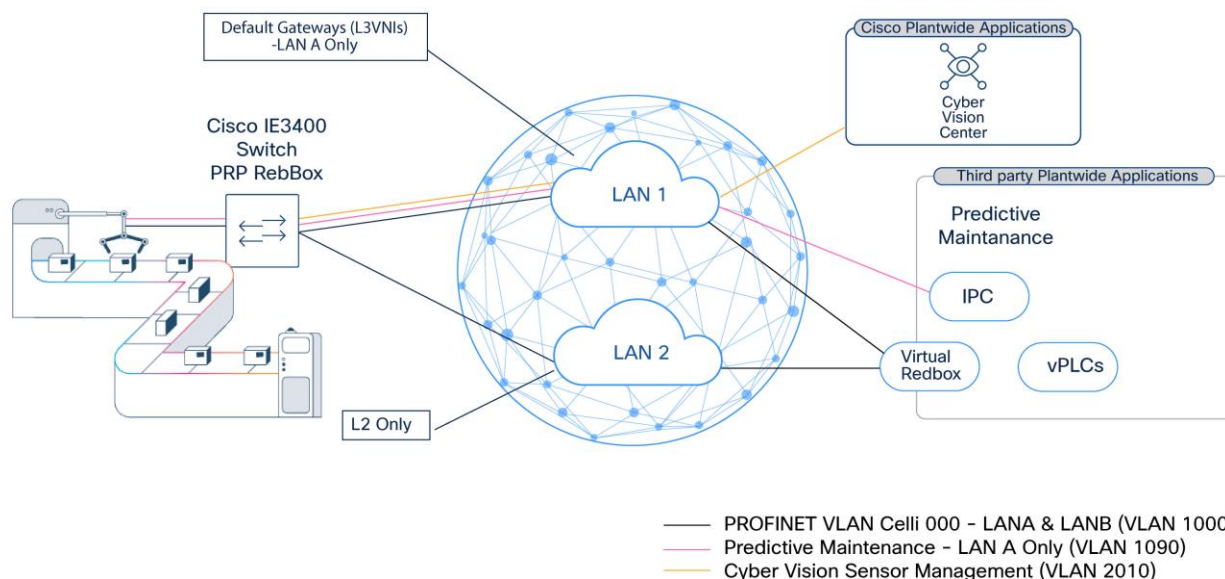 Default Gateways (L3VNIs)
-LAN A Only
Cisco Plantwide Applications
Cyber
Vision
Center
Cisco IE3400
Switch
PRP RebBox
LAN 1
Third party Plantwide Applications
Predictive
Maintanance
IPC
LAN 2
Virtual
Redbox
vPLCs
L2 Only
PROFINET VLAN Celli 000 - LANA & LANB (VLAN 1000
Predictive Maintenance - LAN A Only (VLAN 1090)
Cyber Vision Sensor Management (VLAN 2010)